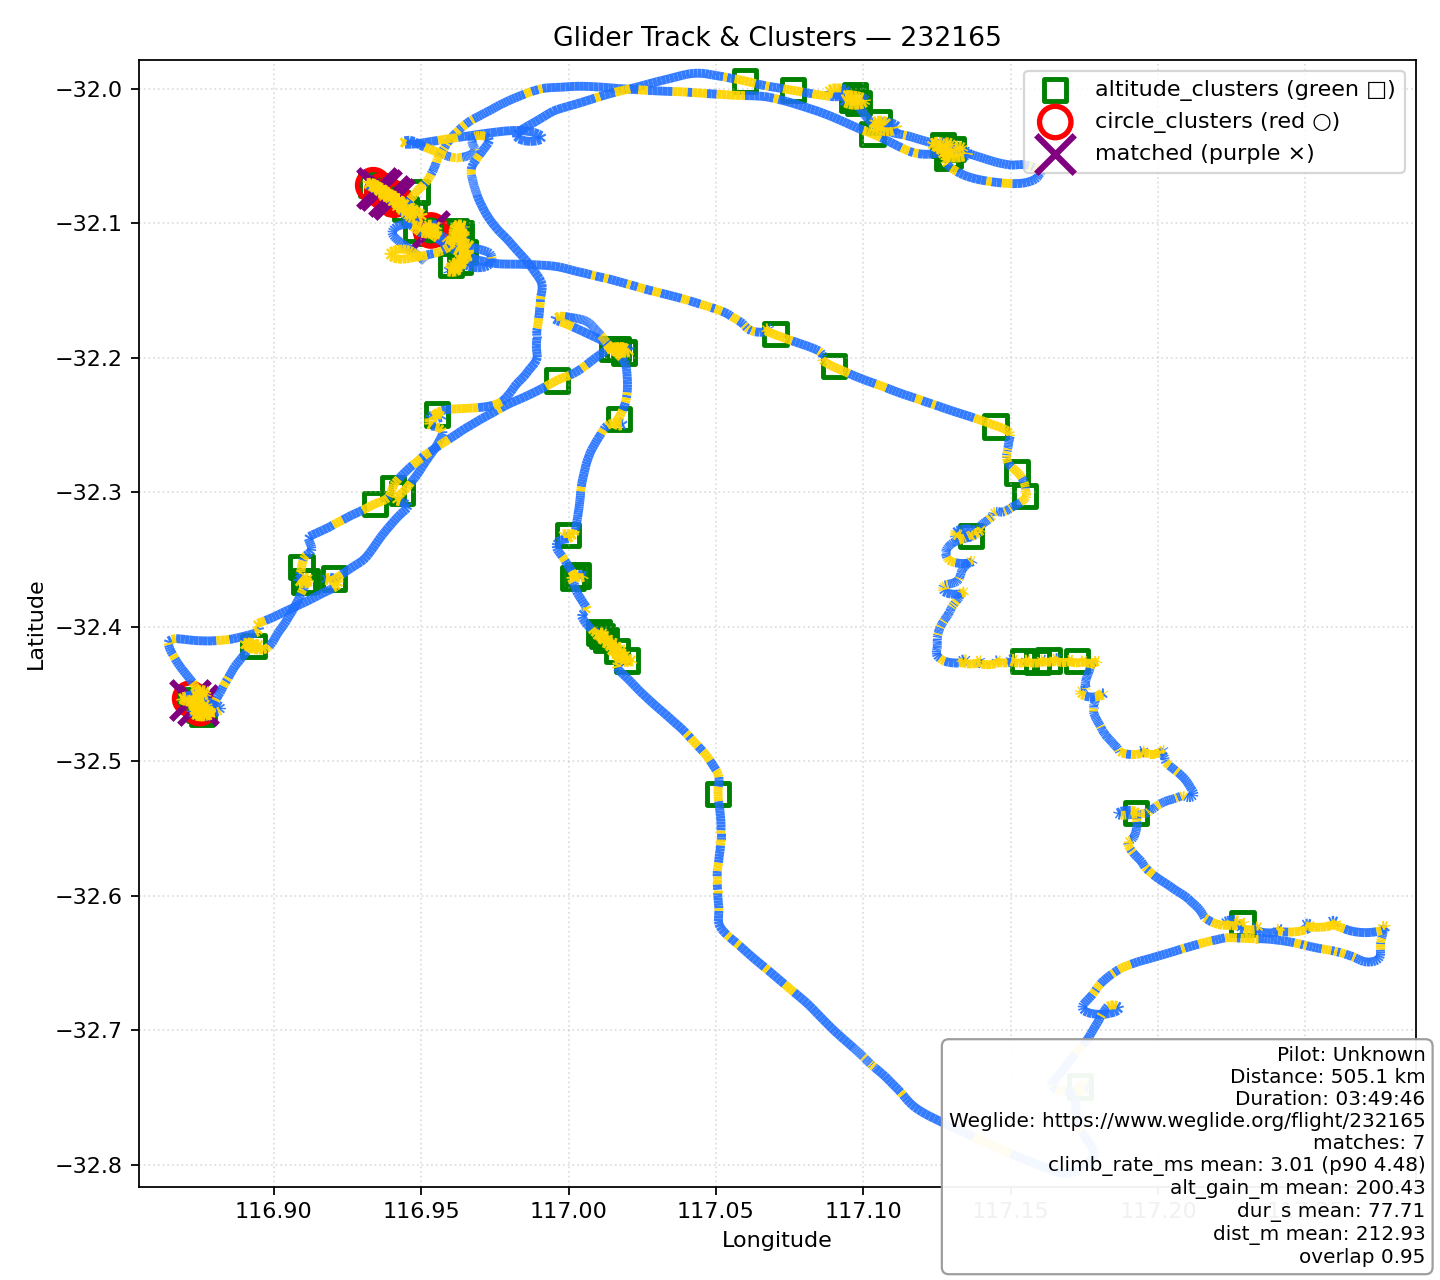 Glider Track & Clusters — 232165
altitude_clusters (green □)
circle_clusters (red ○)
matched (purple ×)
−32.0
−32.1
−32.2
−32.3
−32.4
−32.5
−32.6
−32.7
−32.8
Latitude
116.90
116.95
117.00
117.05
117.10
117.15
117.20
Longitude
Pilot: Unknown
Distance: 505.1 km
Duration: 03:49:46
Weglide: https://www.weglide.org/flight/232165
matches: 7
climb_rate_ms mean: 3.01 (p90 4.48)
alt_gain_m mean: 200.43
dur_s mean: 77.71
dist_m mean: 212.93
overlap 0.95